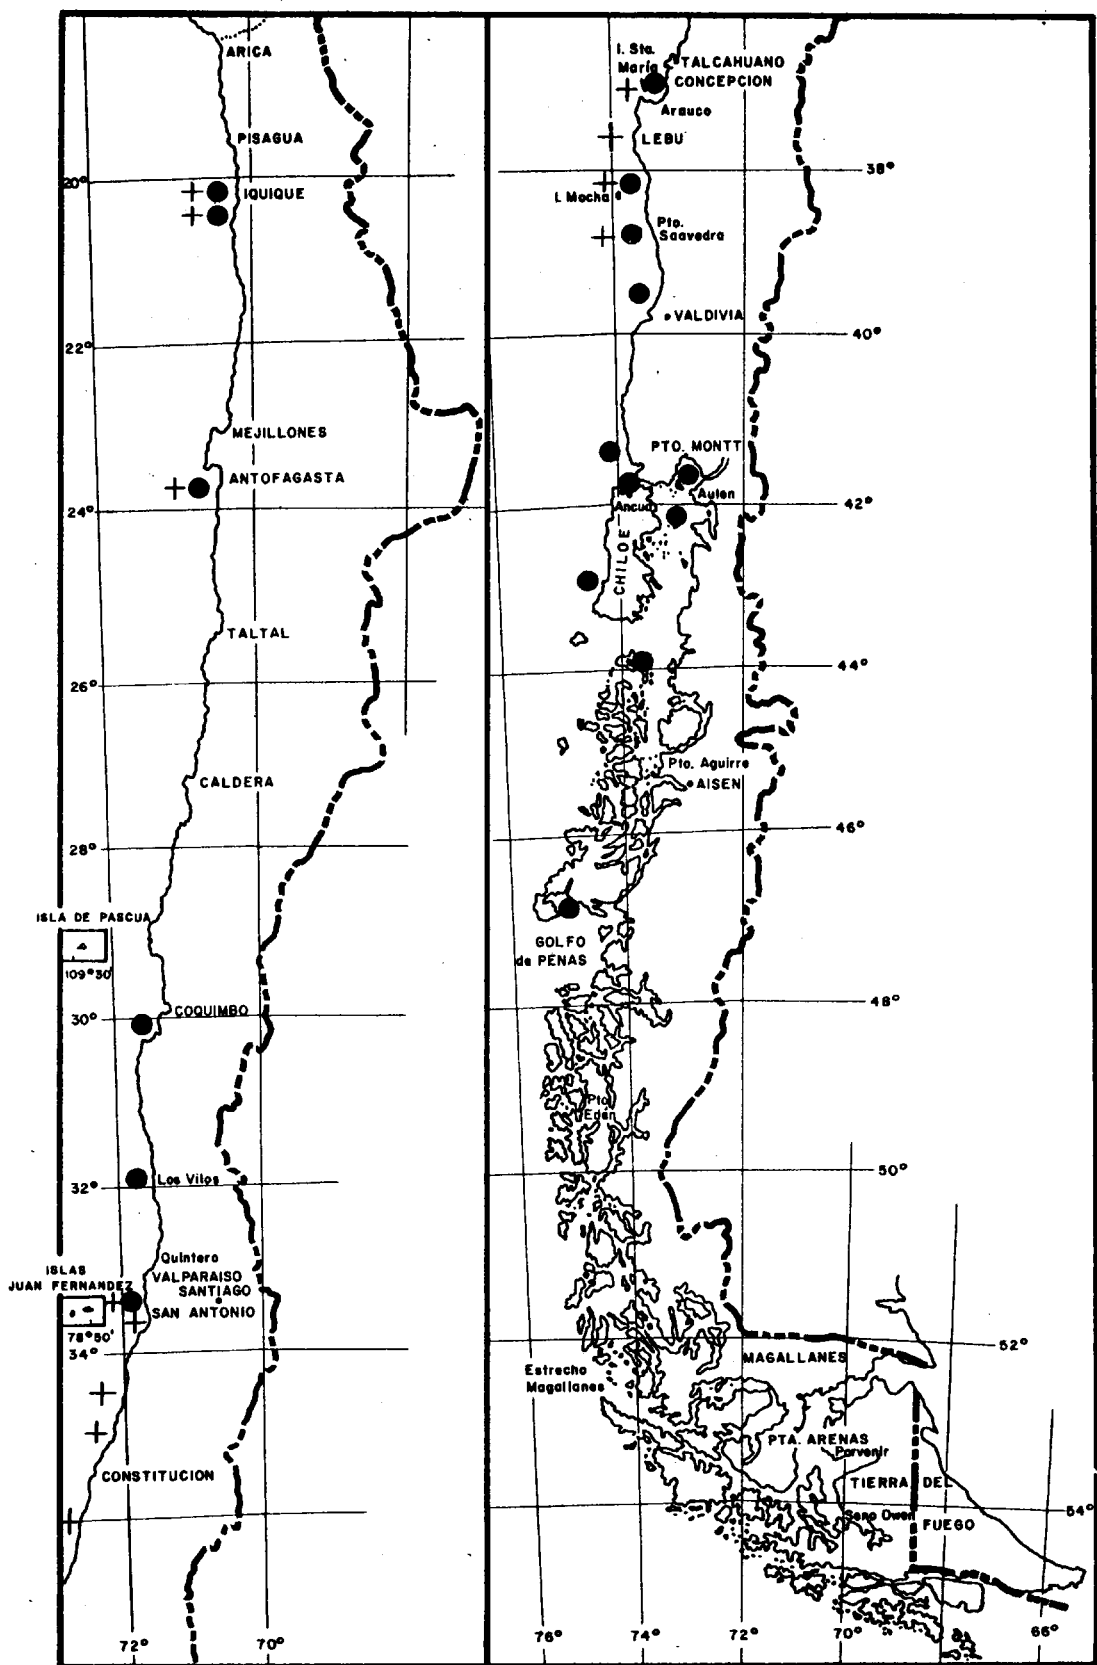 ARICA
PISAGUA
20°
IQUIQUE
22°
MEJILLONES
ANTOFAGASTA
24°
TALTAL
26°
CALDERA
28°
ISLA DE PASCUA
109°30'
COQUIMBO
30°
Los Vilos
32°
Quintero
ISLAS
JUAN FERNANDEZ
VALPARAISO
SANTIAGO
SAN ANTONIO
78°50'
34°
CONSTITUCION
72°
70°
I. Sta.
María
TALCAHUANO
CONCEPCION
Arauco
LEBU
38°
I. Mocha
Pto.
Saavedra
VALDIVIA
40°
PTO. MONTT
Aulen
Ancud
42°
CHILOE
44°
Pto. Aguirre
AISEN
46°
GOLFO
de PENAS
48°
Pto.
Edén
50°
52°
MAGALLANES
Estrecho
Magallanes
PTA. ARENAS
Porvenir
TIERRA DEL
FUEGO
Seno Owen
54°
76°
74°
72°
70°
68°
66°